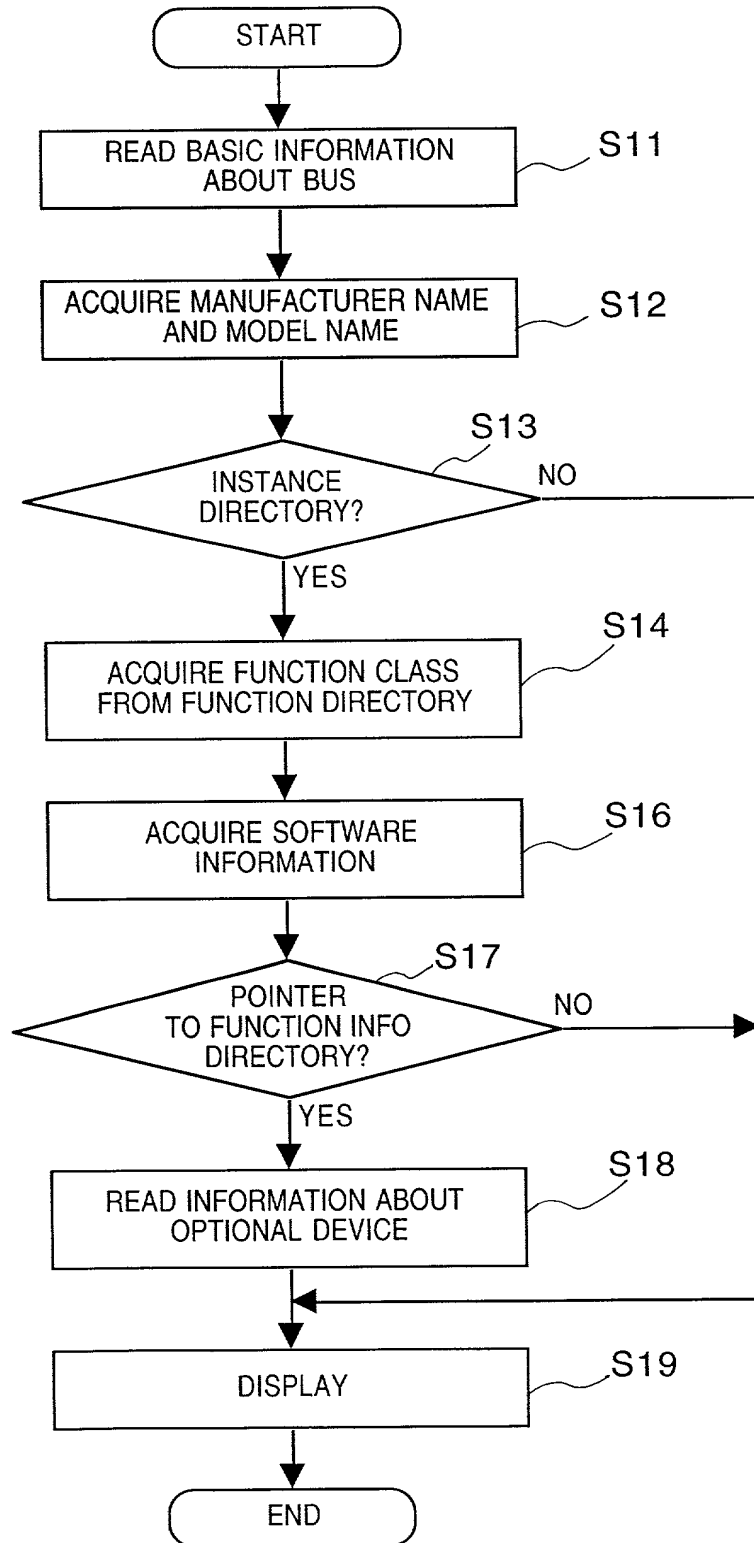 START
READ BASIC INFORMATION
ABOUT BUS
S11
ACQUIRE MANUFACTURER NAME
AND MODEL NAME
S12
S13
INSTANCE
DIRECTORY?
NO
YES
S14
ACQUIRE FUNCTION CLASS
FROM FUNCTION DIRECTORY
S16
ACQUIRE SOFTWARE
INFORMATION
S17
POINTER
TO FUNCTION INFO
DIRECTORY?
NO
YES
S18
READ INFORMATION ABOUT
OPTIONAL DEVICE
S19
DISPLAY
END